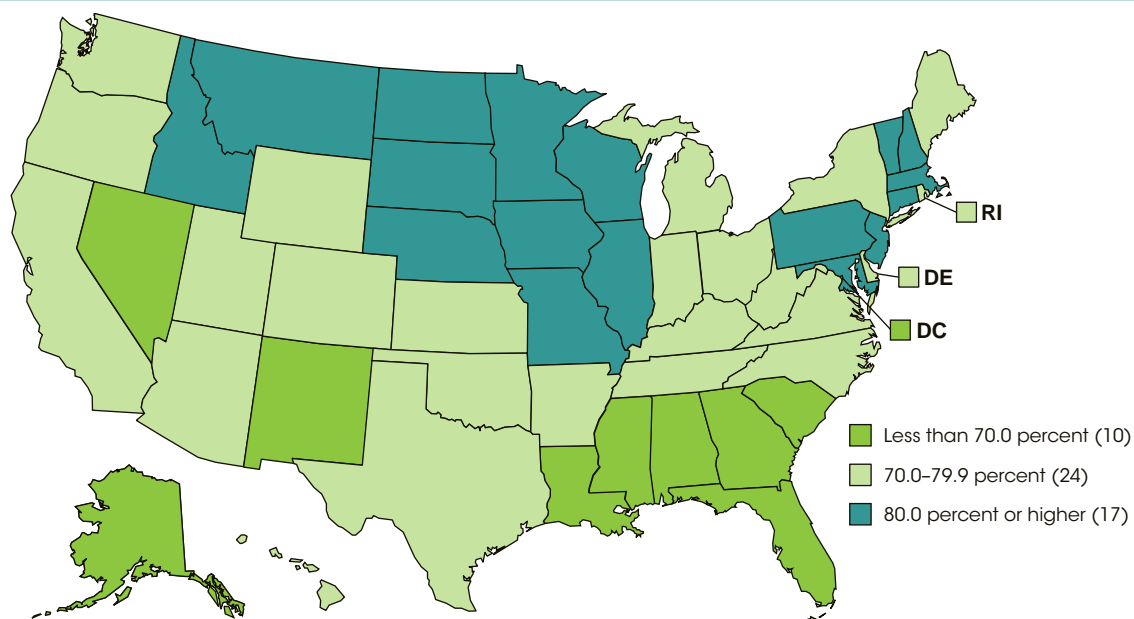 RI
DE
DC
Less than 70.0 percent (10)
70.0–79.9 percent (24)
80.0 percent or higher (17)